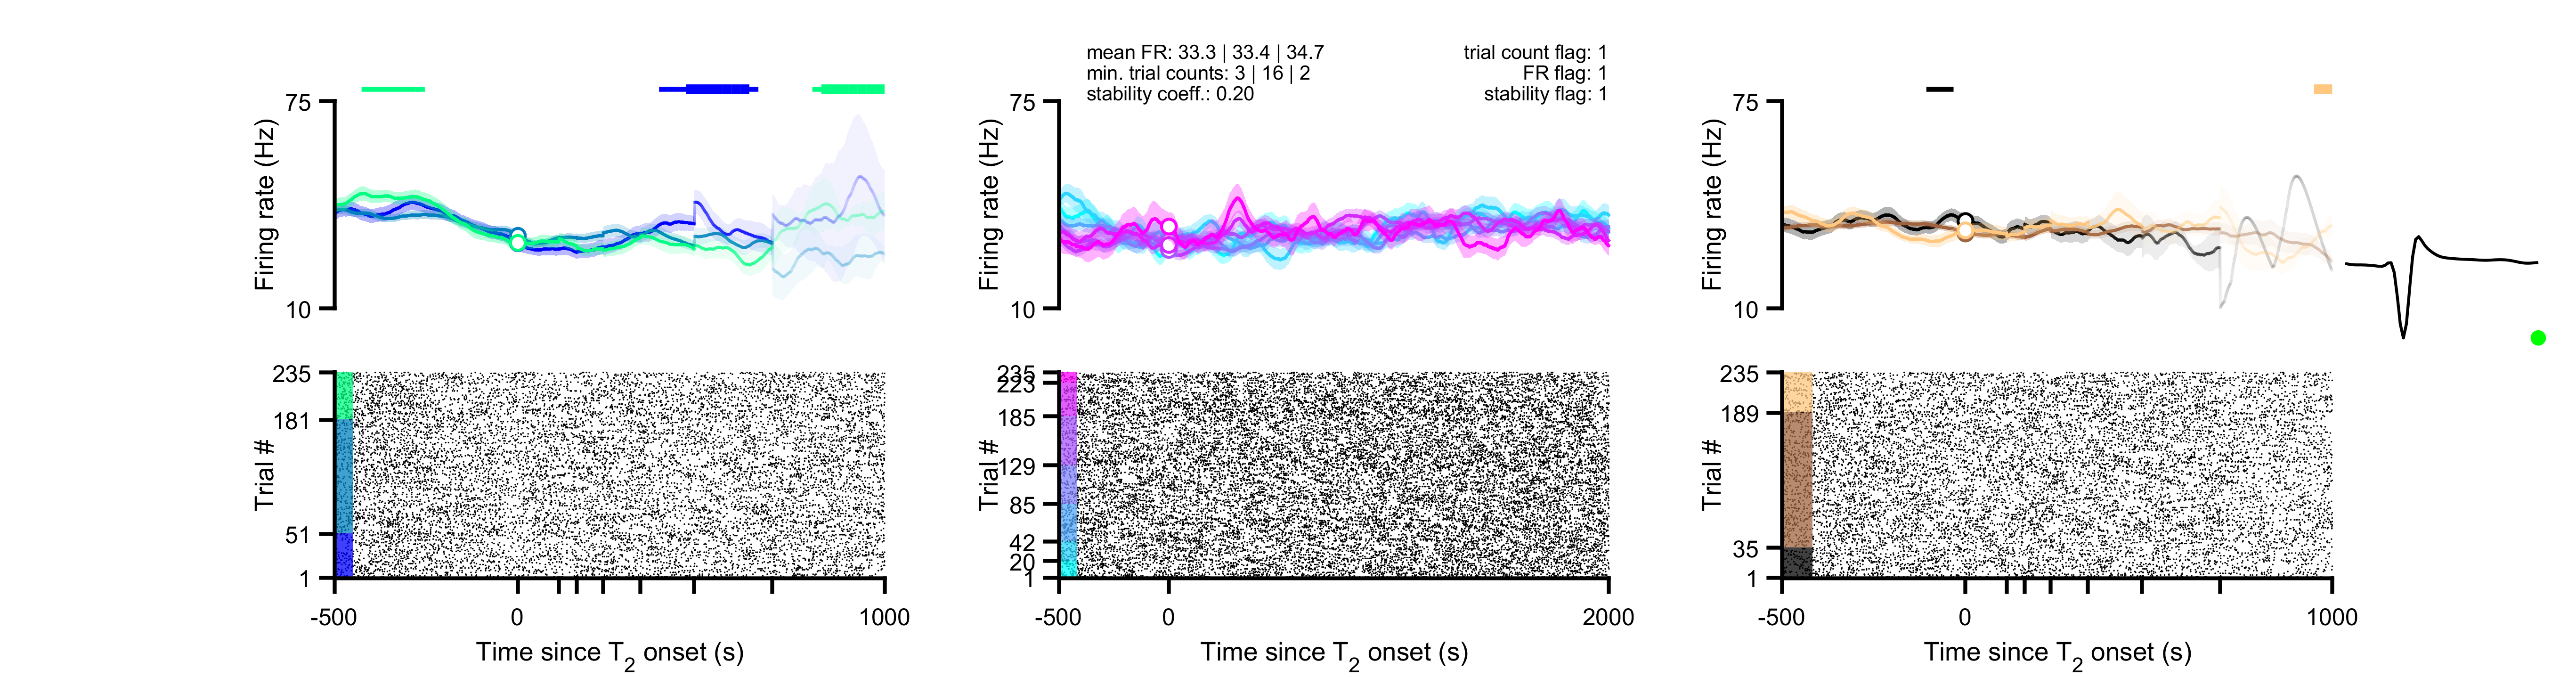 mean FR: 33.3 | 33.4 | 34.7
min. trial counts: 3 | 16 | 2
stability coeff.: 0.20
trial count flag: 1
FR flag: 1
stability flag: 1
75
10
Firing rate (Hz)
75
10
Firing rate (Hz)
75
10
Firing rate (Hz)
235
181
51
1
Trial #
-500
0
1000
Time since T2 onset (s)
235
223
185
129
85
42
20
1
Trial #
-500
0
2000
Time since T2 onset (s)
235
189
35
1
Trial #
-500
0
1000
Time since T2 onset (s)